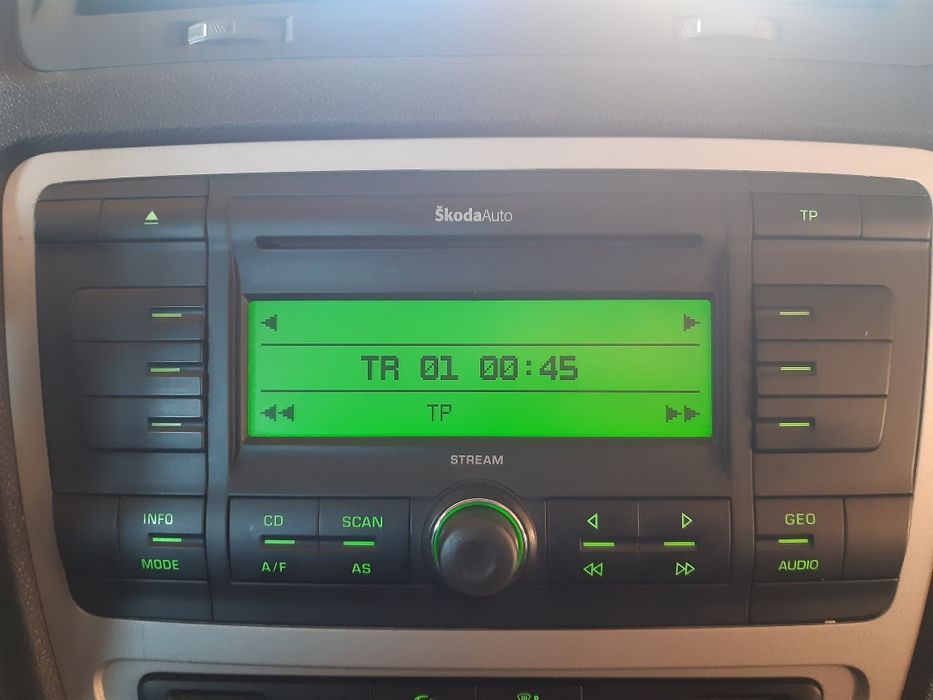 ŠkodaAuto
TP
TR 01 00:45
TP
STREAM
INFO
CD
SCAN
GEO
MODE
A/F
AS
AUDIO